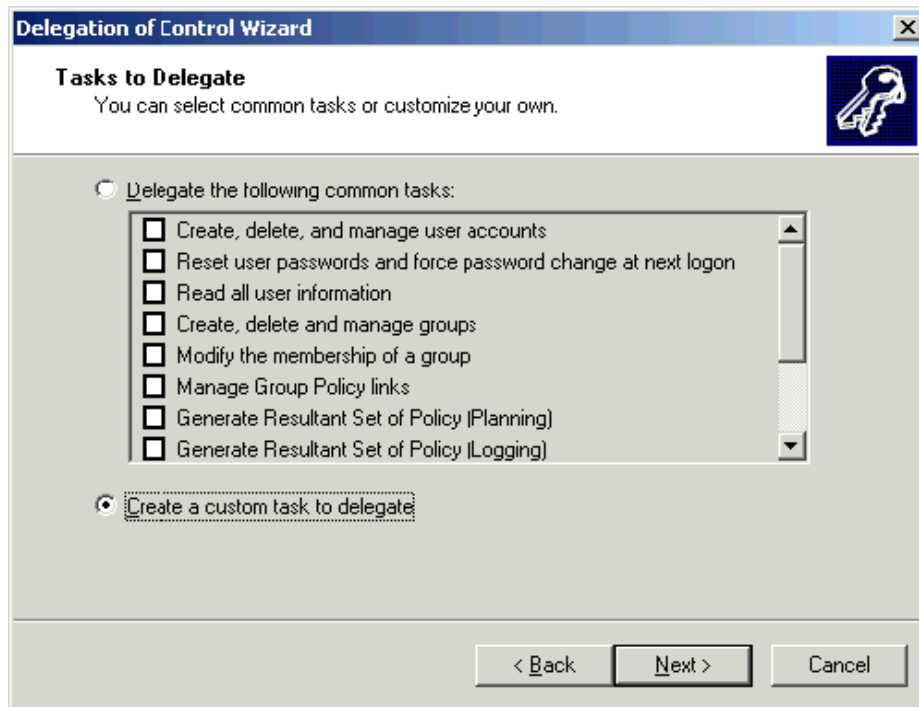 Delegation of Control Wizard
Tasks to Delegate
You can select common tasks or customize your own.
Delegate the following common tasks:
Create, delete, and manage user accounts
Reset user passwords and force password change at next logon
Read all user information
Create, delete and manage groups
Modify the membership of a group
Manage Group Policy links
Generate Resultant Set of Policy (Planning)
Generate Resultant Set of Policy (Logging)
Create a custom task to delegate
< Back Next > Cancel